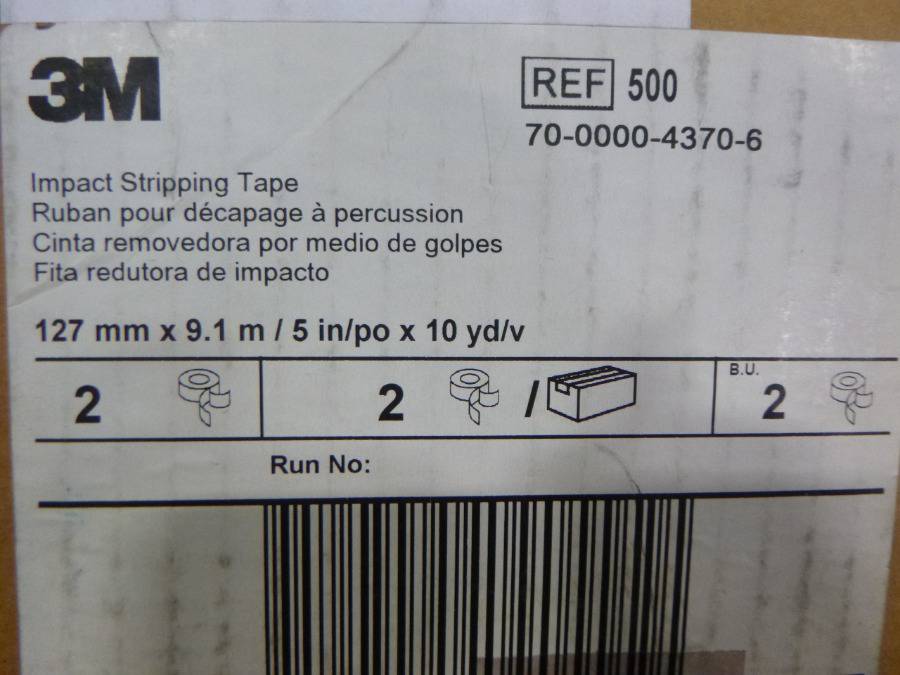 3M
REF 500
70-0000-4370-6
Impact Stripping Tape
Ruban pour décapage à percussion
Cinta removedora por medio de golpes
Fita redutora de impacto
127 mm x 9.1 m / 5 in/po x 10 yd/v
2 2 / B.U. 2
Run No: